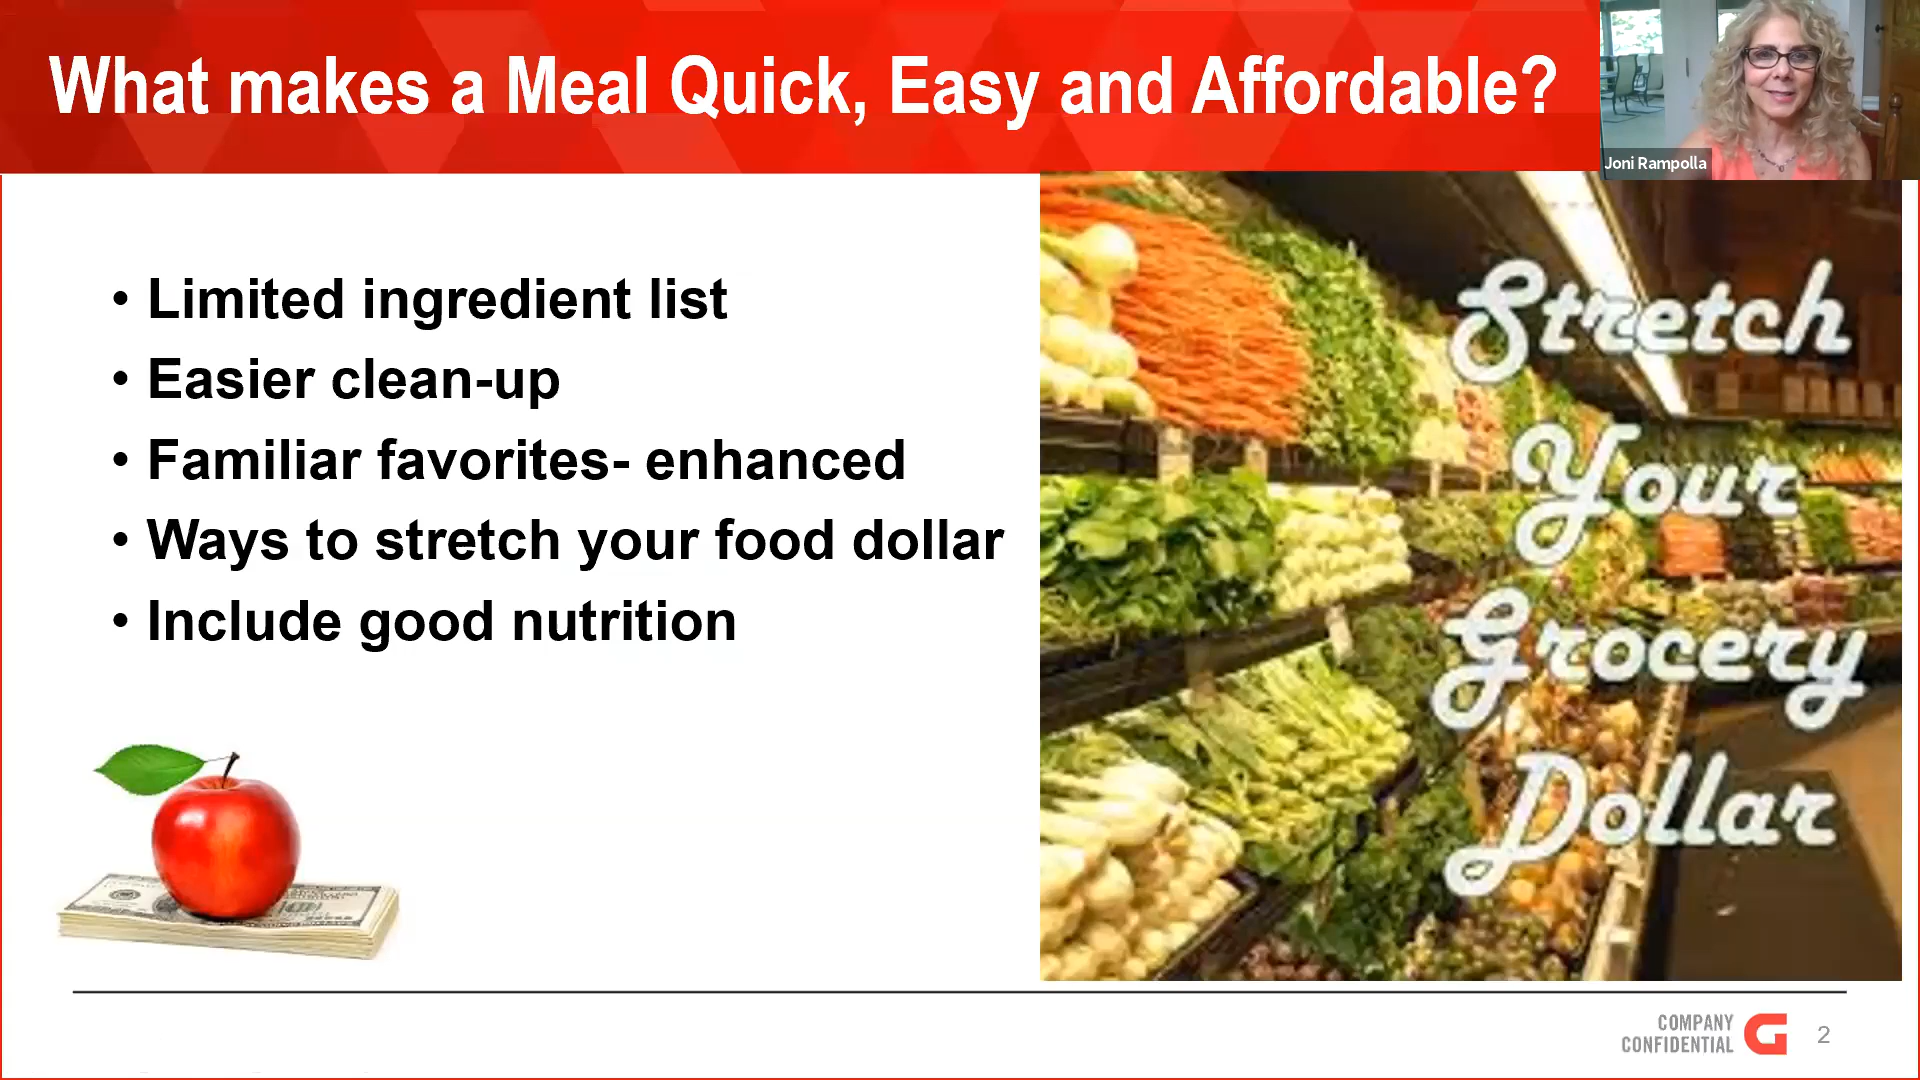 What makes a Meal Quick, Easy and Affordable?
Joni Rampolla
• Limited ingredient list
• Easier clean-up
• Familiar favorites- enhanced
• Ways to stretch your food dollar
• Include good nutrition
Stretch
Your
Grocery
Dollar
COMPANY
CONFIDENTIAL
G
2